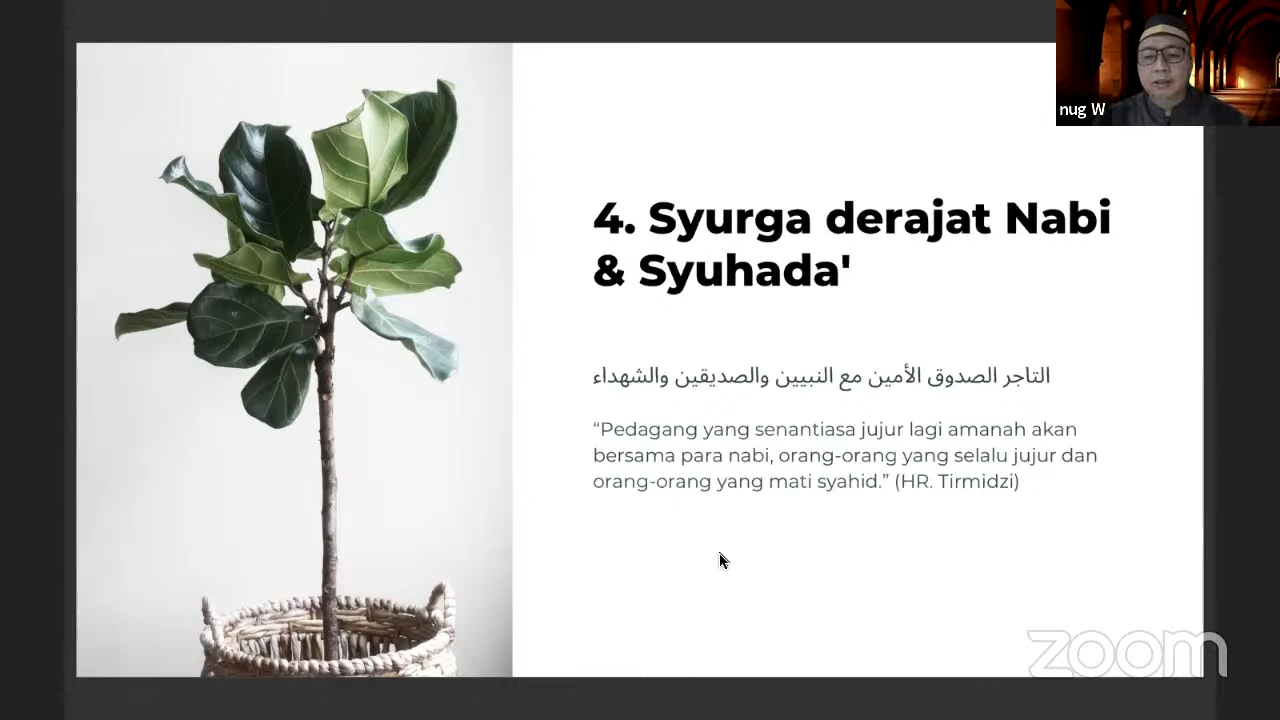 nug W
4. Syurga derajat Nabi
& Syuhada'
التاجر الصدوق الأمين مع النبيين والصديقين والشهداء
“Pedagang yang senantiasa jujur lagi amanah akan
bersama para nabi, orang-orang yang selalu jujur dan
orang-orang yang mati syahid.” (HR. Tirmidzi)
zoom